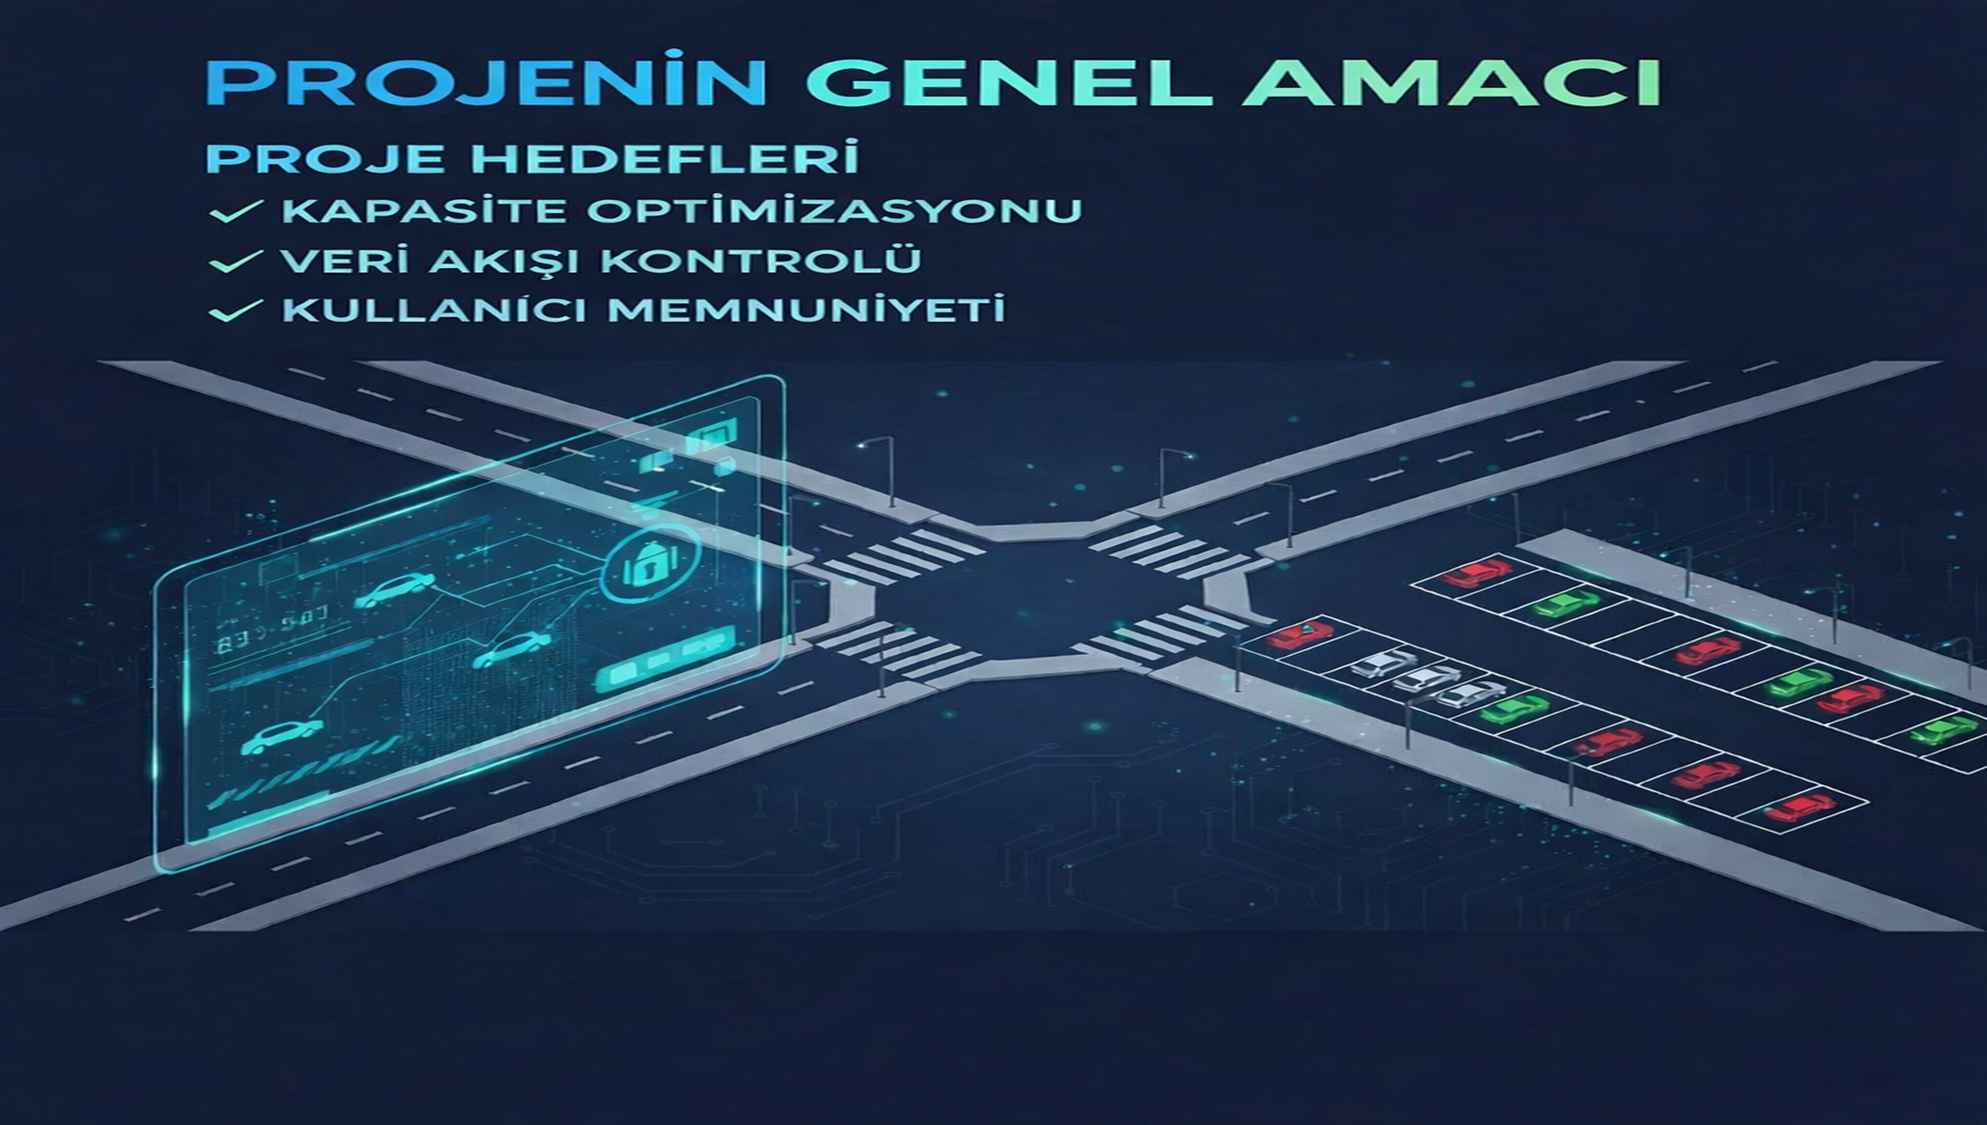 PROJENİN GENEL AMACI
PROJE HEDEFLERİ
KAPASİTE OPTİMİZASYONU
VERİ AKIŞI KONTROLÜ
KULLANICI MEMNUNİYETİ